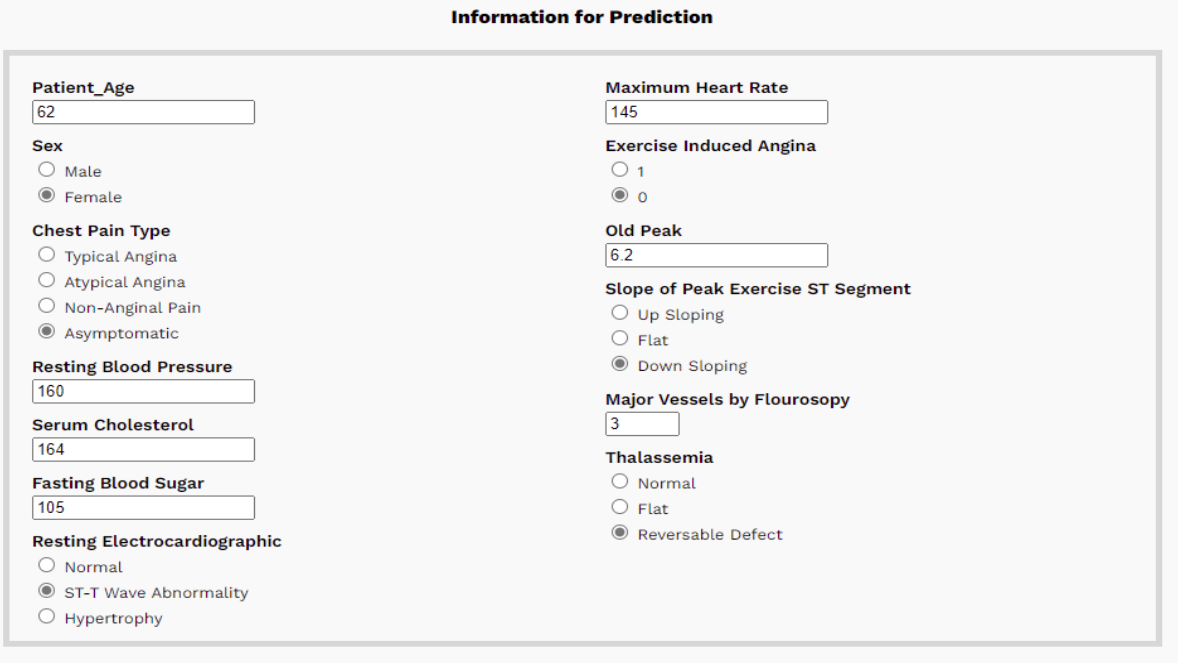 Information for Prediction
Patient_Age
62
Sex
Male
Female
Chest Pain Type
Typical Angina
Atypical Angina
Non-Anginal Pain
Asymptomatic
Resting Blood Pressure
160
Serum Cholesterol
164
Fasting Blood Sugar
105
Resting Electrocardiographic
Normal
ST-T Wave Abnormality
Hypertrophy
Maximum Heart Rate
145
Exercise Induced Angina
1
0
Old Peak
6.2
Slope of Peak Exercise ST Segment
Up Sloping
Flat
Down Sloping
Major Vessels by Flourosopy
3
Thalassemia
Normal
Flat
Reversable Defect